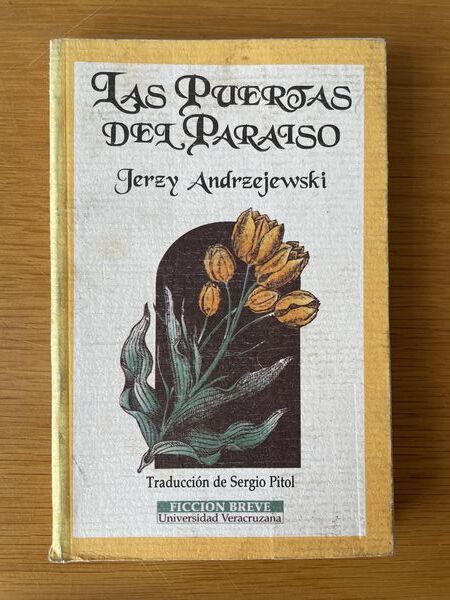 LAS PUERTAS
DEL PARAISO
Jerzy Andrzejewski
Traducción de Sergio Pitol
FICCION BREVE
Universidad Veracruzana